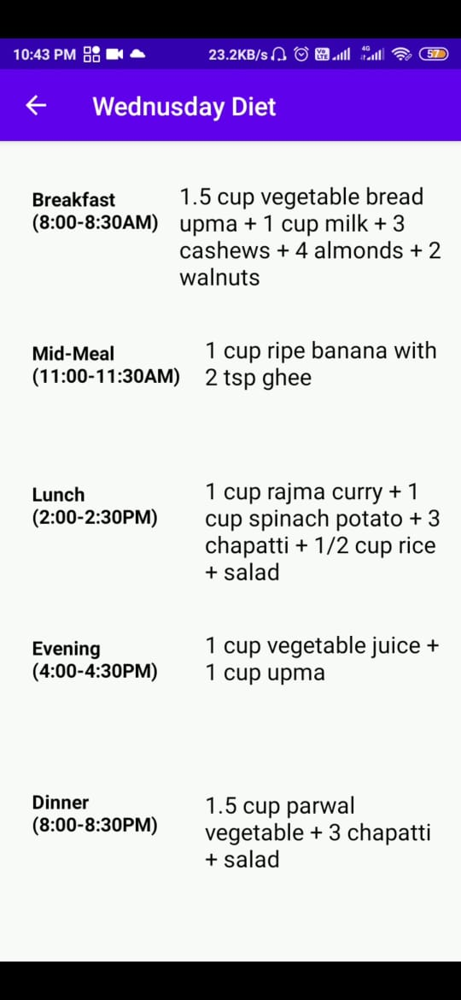 10:43 PM 23.2KB/s Vo LTE 4G 57
Wednusday Diet
Breakfast
(8:00-8:30AM)
1.5 cup vegetable bread
upma + 1 cup milk + 3
cashews + 4 almonds + 2
walnuts
Mid-Meal
(11:00-11:30AM)
1 cup ripe banana with
2 tsp ghee
Lunch
(2:00-2:30PM)
1 cup rajma curry + 1
cup spinach potato + 3
chapatti + 1/2 cup rice
+ salad
Evening
(4:00-4:30PM)
1 cup vegetable juice +
1 cup upma
Dinner
(8:00-8:30PM)
1.5 cup parwal
vegetable + 3 chapatti
+ salad